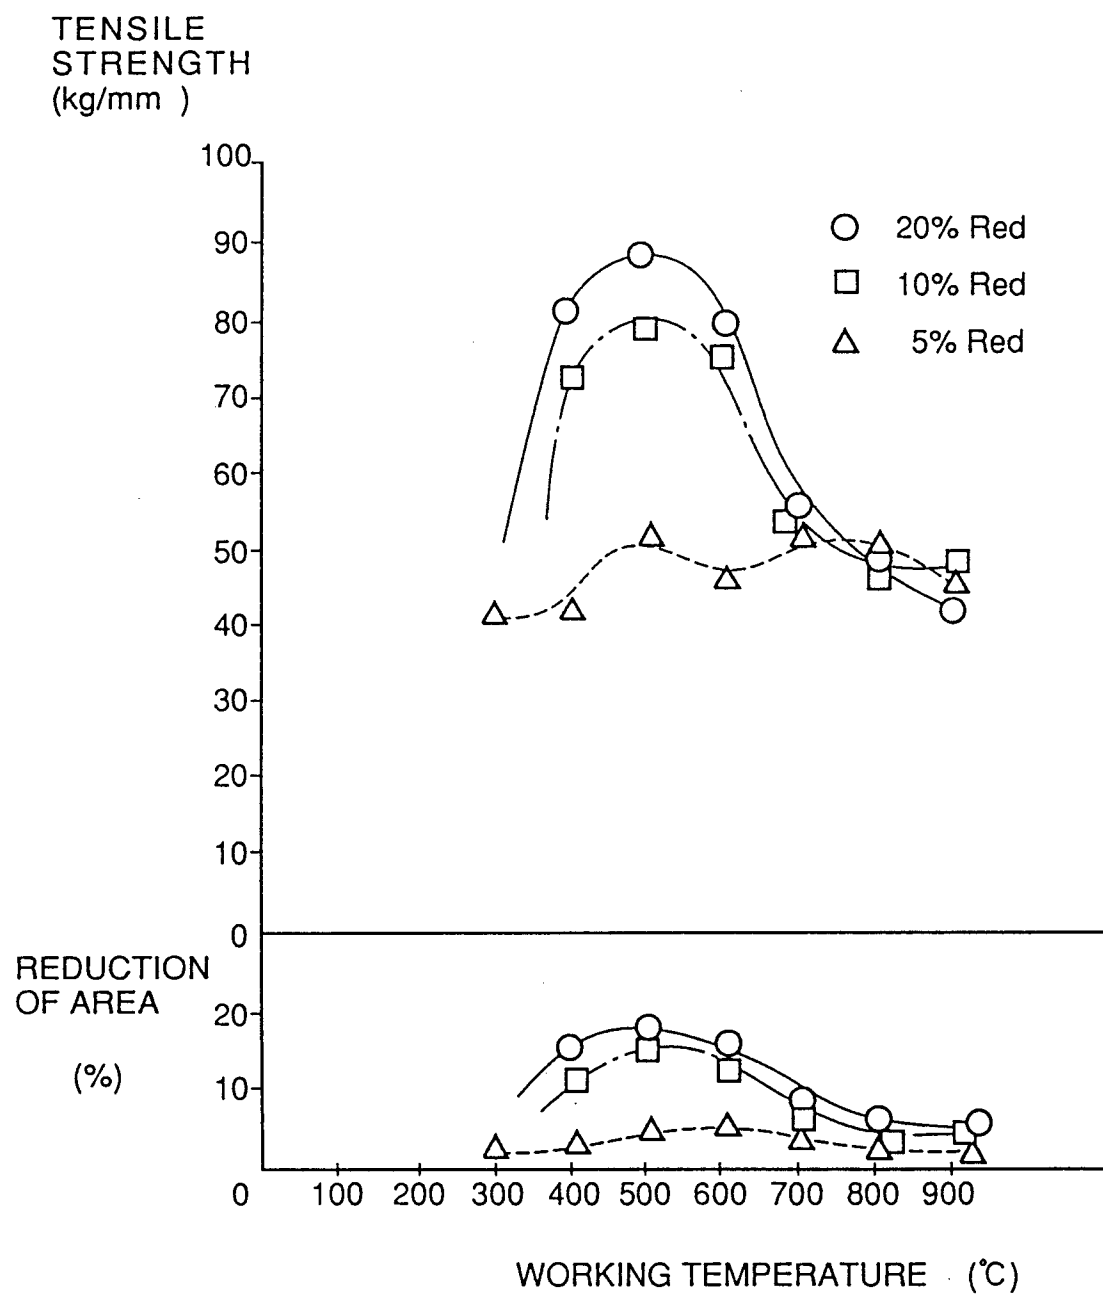 TENSILE
STRENGTH
(kg/mm )
100
90
80
70
60
50
40
30
20
10
0
20% Red
10% Red
5% Red
REDUCTION
OF AREA
(%)
20
10
0 100 200 300 400 500 600 700 800 900
WORKING TEMPERATURE (°C)